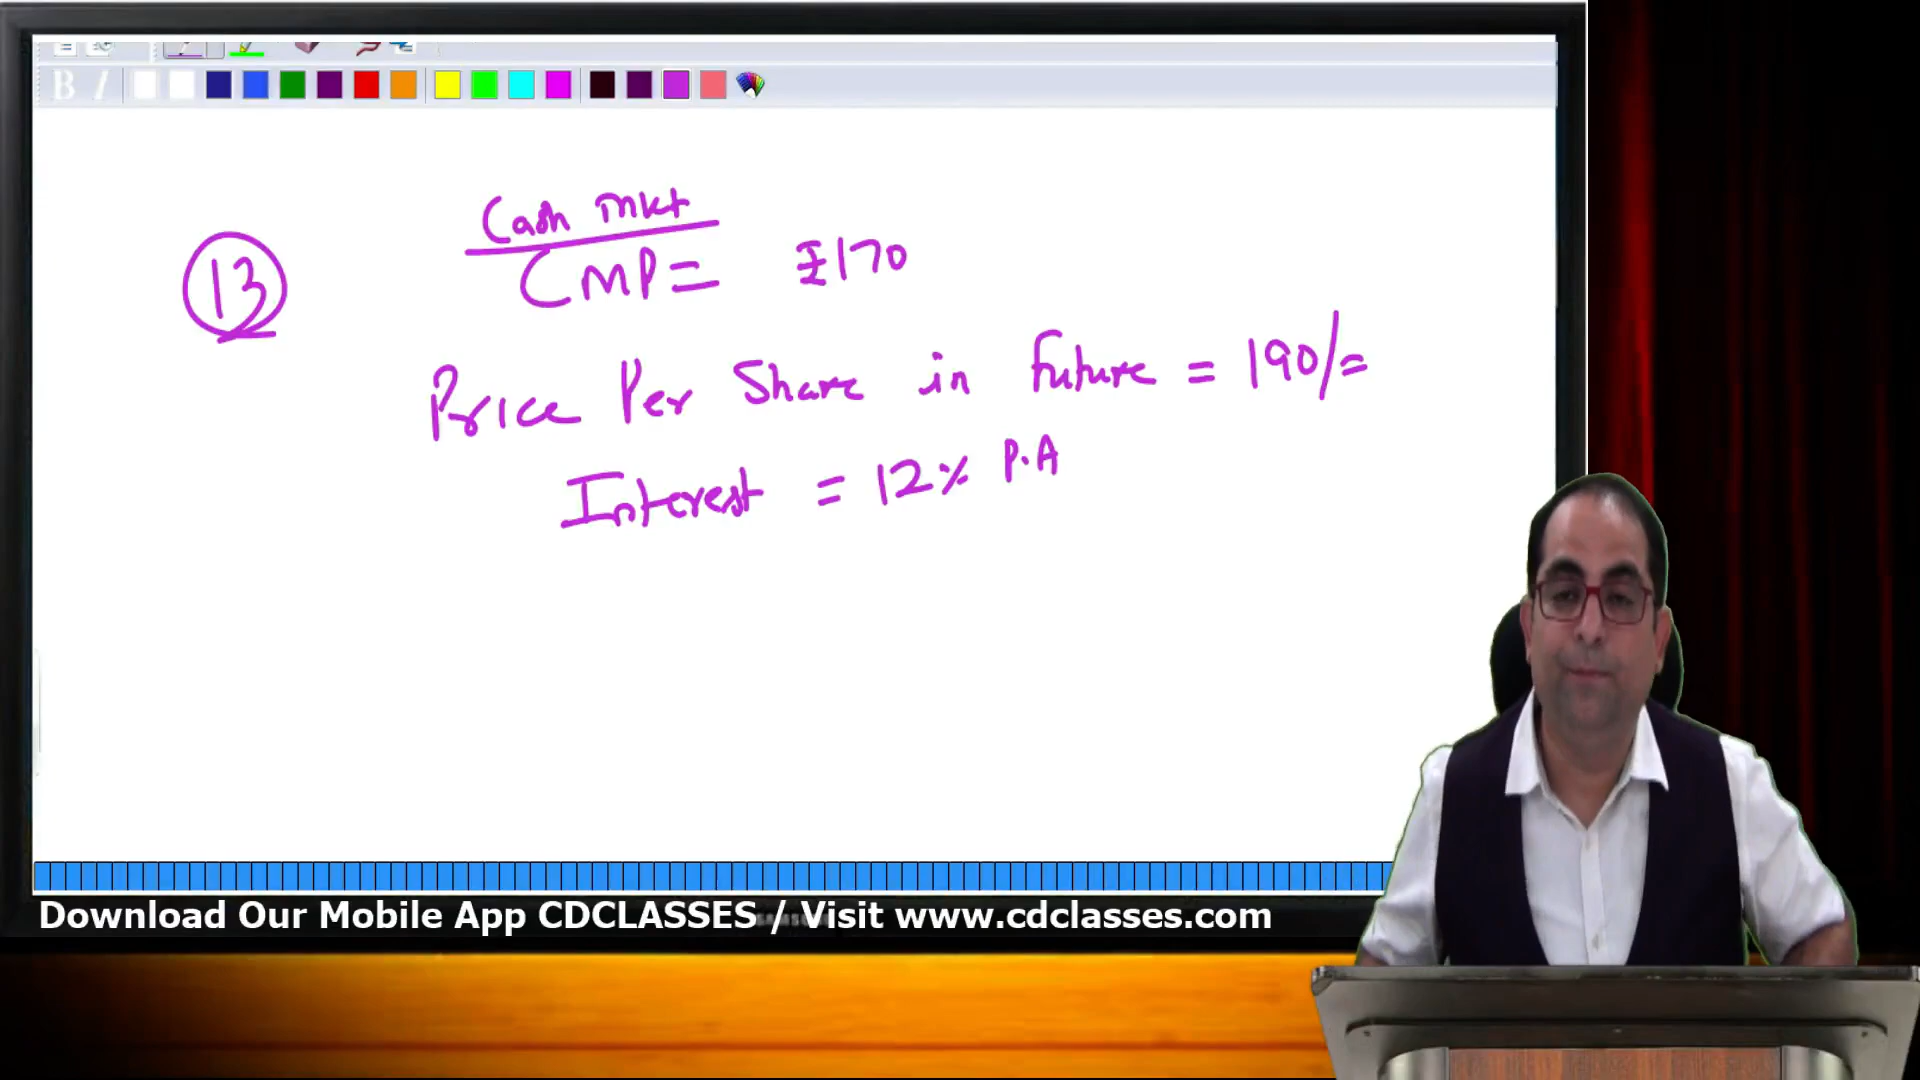 B I
Cash mkt
13 CMP = ₹170
Price Per Share in future = 190/=
Interest = 12% P.A
Download Our Mobile App CDCLASSES / Visit www.cdclasses.com